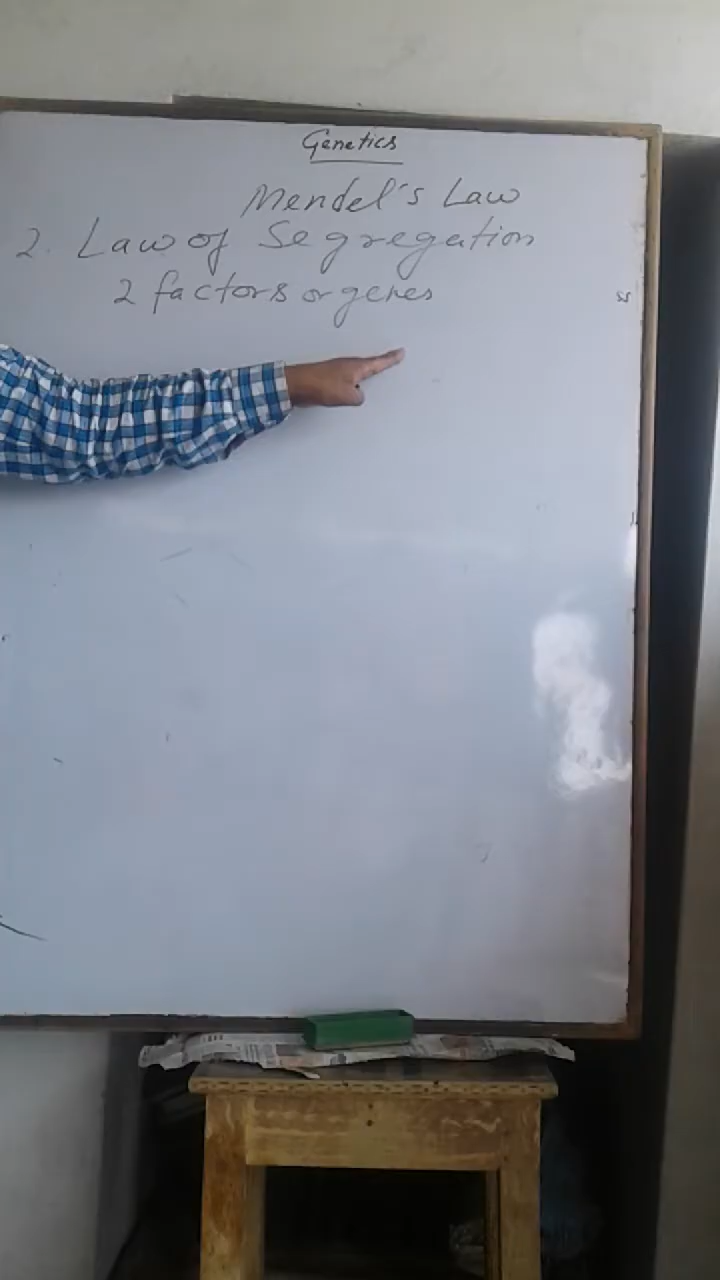 Genetics
Mendel's Law
2. Law of Segregation
2 factors or genes